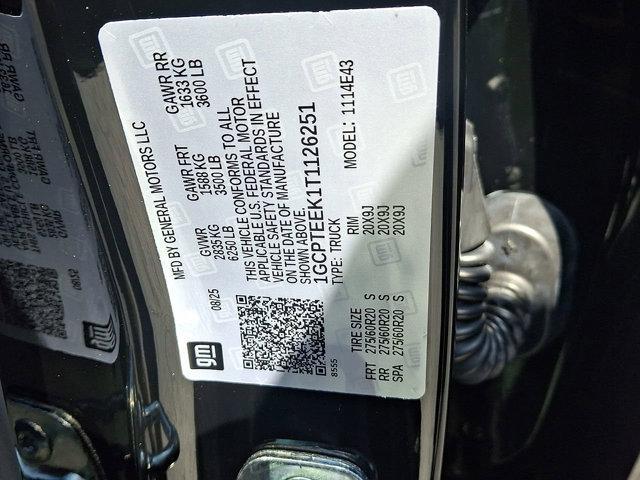 gm
MFD BY GENERAL MOTORS LLC
08/25
GVWR
2835 KG
6250 LB
GAWR FRT
1588 KG
3500 LB
GAWR RR
1633 KG
3600 LB
THIS VEHICLE CONFORMS TO ALL
APPLICABLE U.S. FEDERAL MOTOR
VEHICLE SAFETY STANDARDS IN EFFECT
ON THE DATE OF MANUFACTURE
SHOWN ABOVE.
1GCPTEEK1T1126251
TYPE: TRUCK
MODEL: 1114E43
8555
TIRE SIZE RIM
FRT 275/60R20 S 20X9J
RR 275/60R20 S 20X9J
SPA 275/60R20 S 20X9J